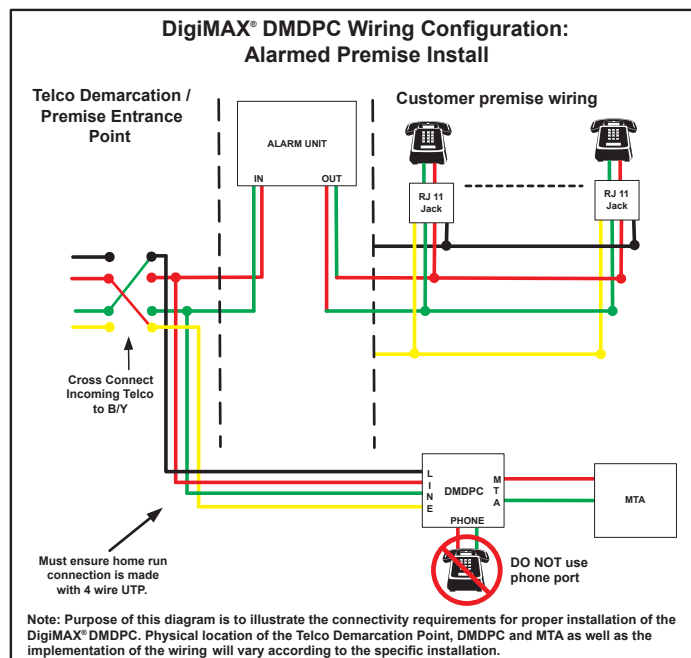 DigiMAX® DMDPC Wiring Configuration:
Alarmed Premise Install
Telco Demarcation /
Premise Entrance
Point
ALARM UNIT
IN OUT
Customer premise wiring
RJ 11
Jack
RJ 11
Jack
Cross Connect
Incoming Telco
to B/Y
Must ensure home run
connection is made
with 4 wire UTP.
LINE
DMDPC
MTA
PHONE
MTA
DO NOT use
phone port
Note: Purpose of this diagram is to illustrate the connectivity requirements for proper installation of the
DigiMAX® DMDPC. Physical location of the Telco Demarcation Point, DMDPC and MTA as well as the
implementation of the wiring will vary according to the specific installation.